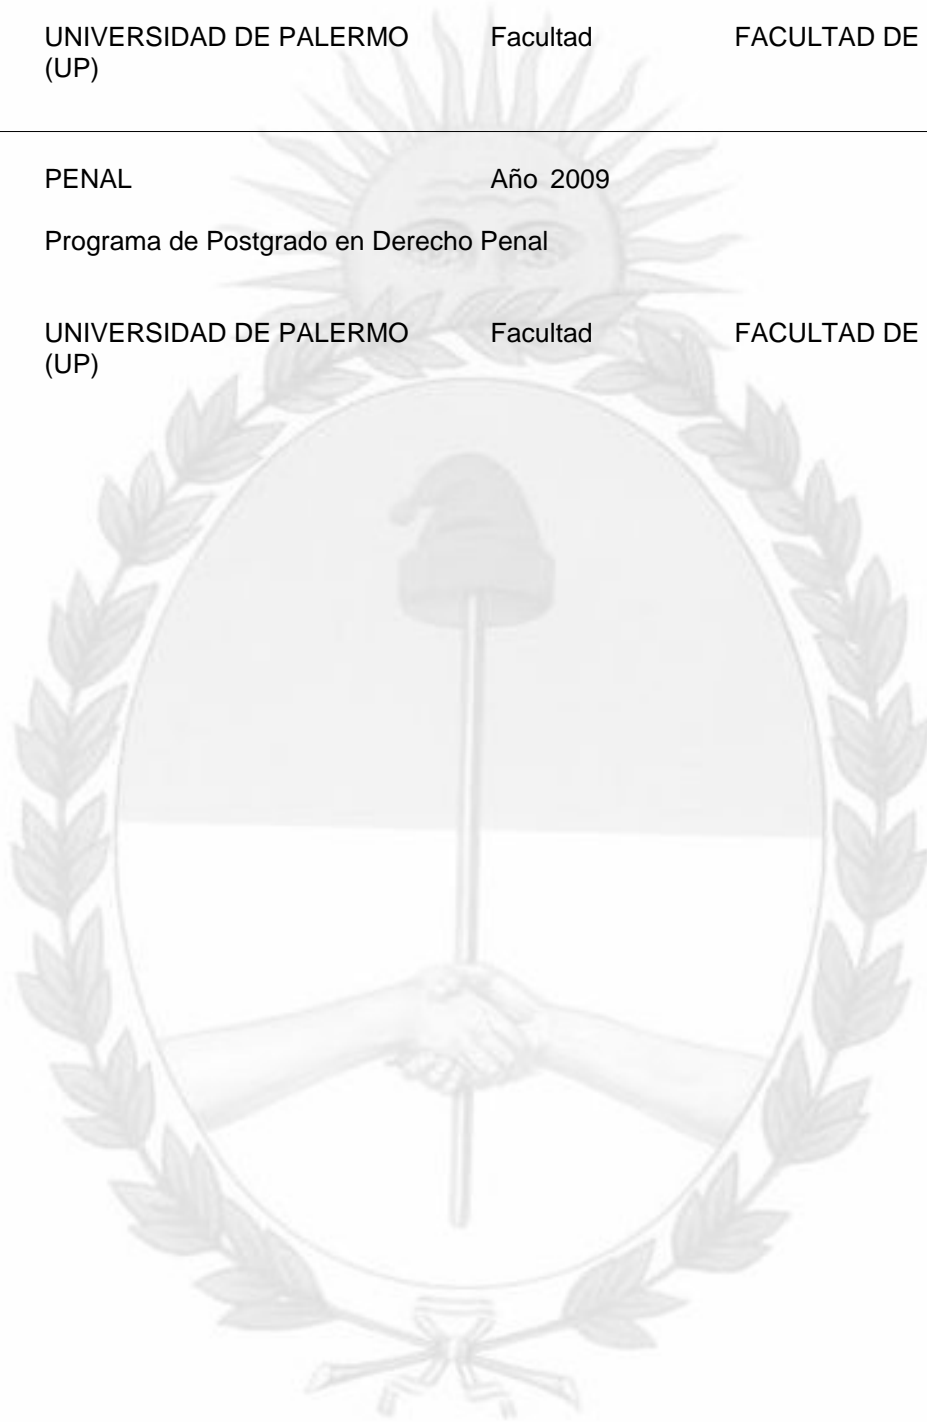 UNIVERSIDAD DE PALERMO Facultad FACULTAD DE
(UP)
PENAL Año 2009
Programa de Postgrado en Derecho Penal
UNIVERSIDAD DE PALERMO Facultad FACULTAD DE
(UP)